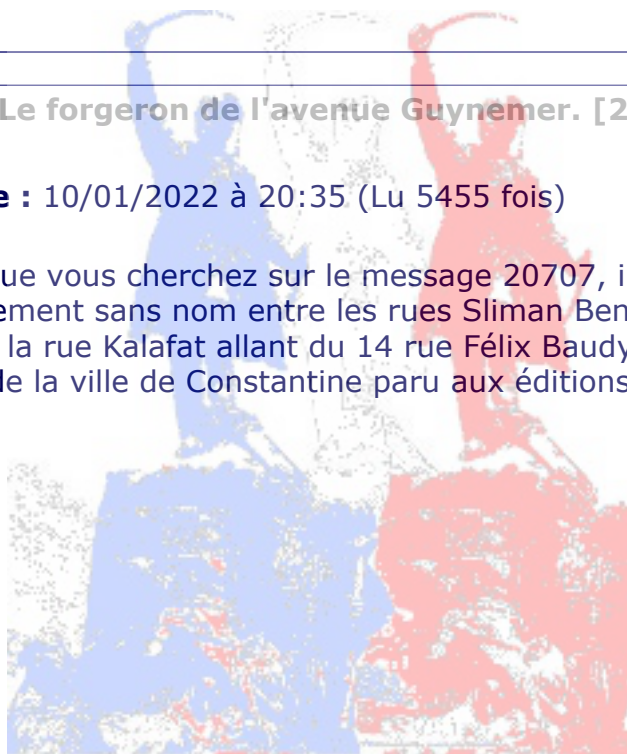 Le forgeron de l'avenue Guynemer. [2
e : 10/01/2022 à 20:35 (Lu 5455 fois)
ue vous cherchez sur le message 20707, i
ement sans nom entre les rues Sliman Ben
la rue Kalafat allant du 14 rue Félix Baudy
de la ville de Constantine paru aux éditions